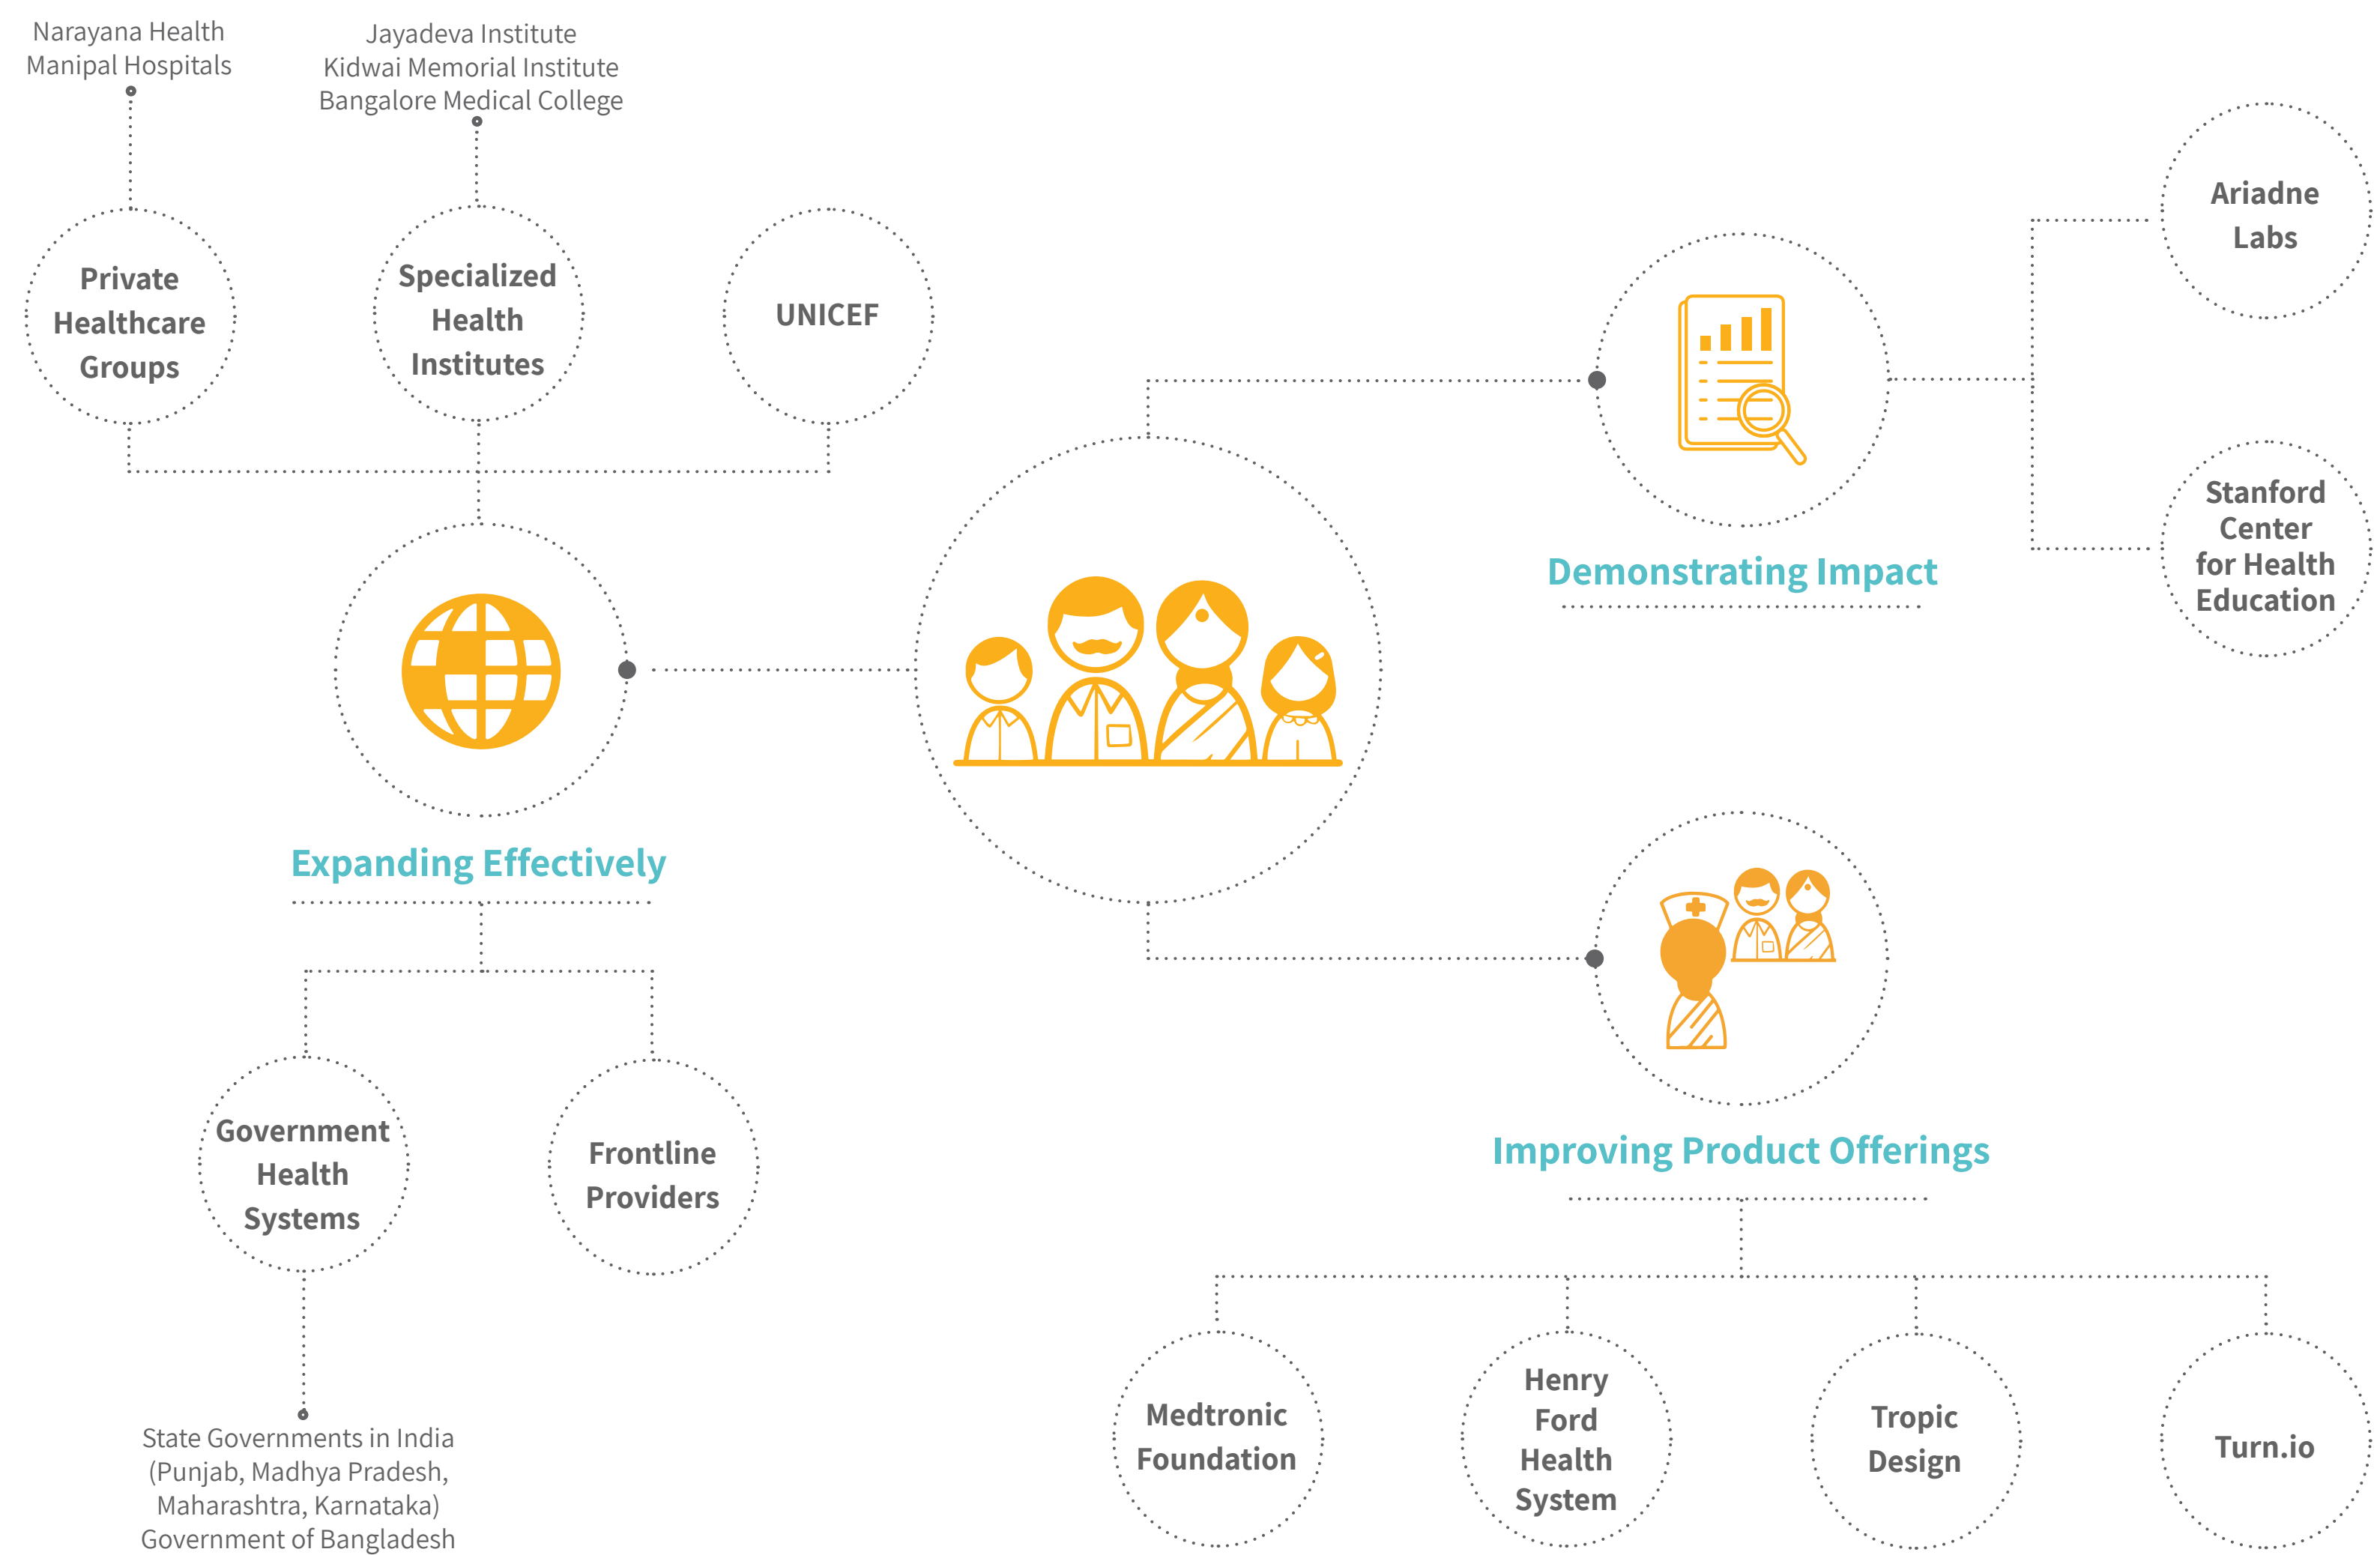 Narayana Health
Manipal Hospitals
Jayadeva Institute
Kidwai Memorial Institute
Bangalore Medical College
Private
Healthcare
Groups
Specialized
Health
Institutes
UNICEF
Expanding Effectively
Government
Health
Systems
Frontline
Providers
State Governments in India
(Punjab, Madhya Pradesh,
Maharashtra, Karnataka)
Government of Bangladesh
Demonstrating Impact
Ariadne
Labs
Stanford
Center
for Health
Education
Improving Product Offerings
Medtronic
Foundation
Henry
Ford
Health
System
Tropic
Design
Turn.io